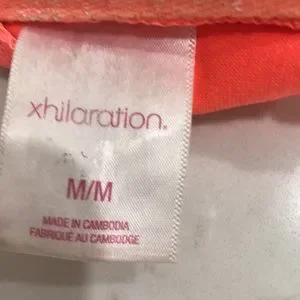 xhilaration.
M/M
MADE IN CAMBODIA
FABRIQUÉ AU CAMBODGE